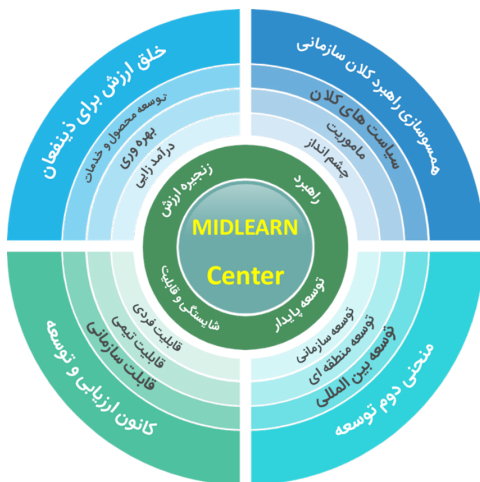 همسوسازی راهبرد کلان سازمانی
سیاست های کلان
ماموریت
چشم انداز
راهبرد
خلق ارزش برای ذینفعان
توسعه محصول و خدمات
بهره وری
درآمد زایی
زنجیره ارزش
MIDLEARN
Center
توسعه پایدار
توسعه سازمانی
توسعه منطقه ای
توسعه بین المللی
منحنی دوم توسعه
شایستگی و قابلیت
قابلیت فردی
قابلیت تیمی
قابلت سازمانی
کانون ارزیابی و توسعه